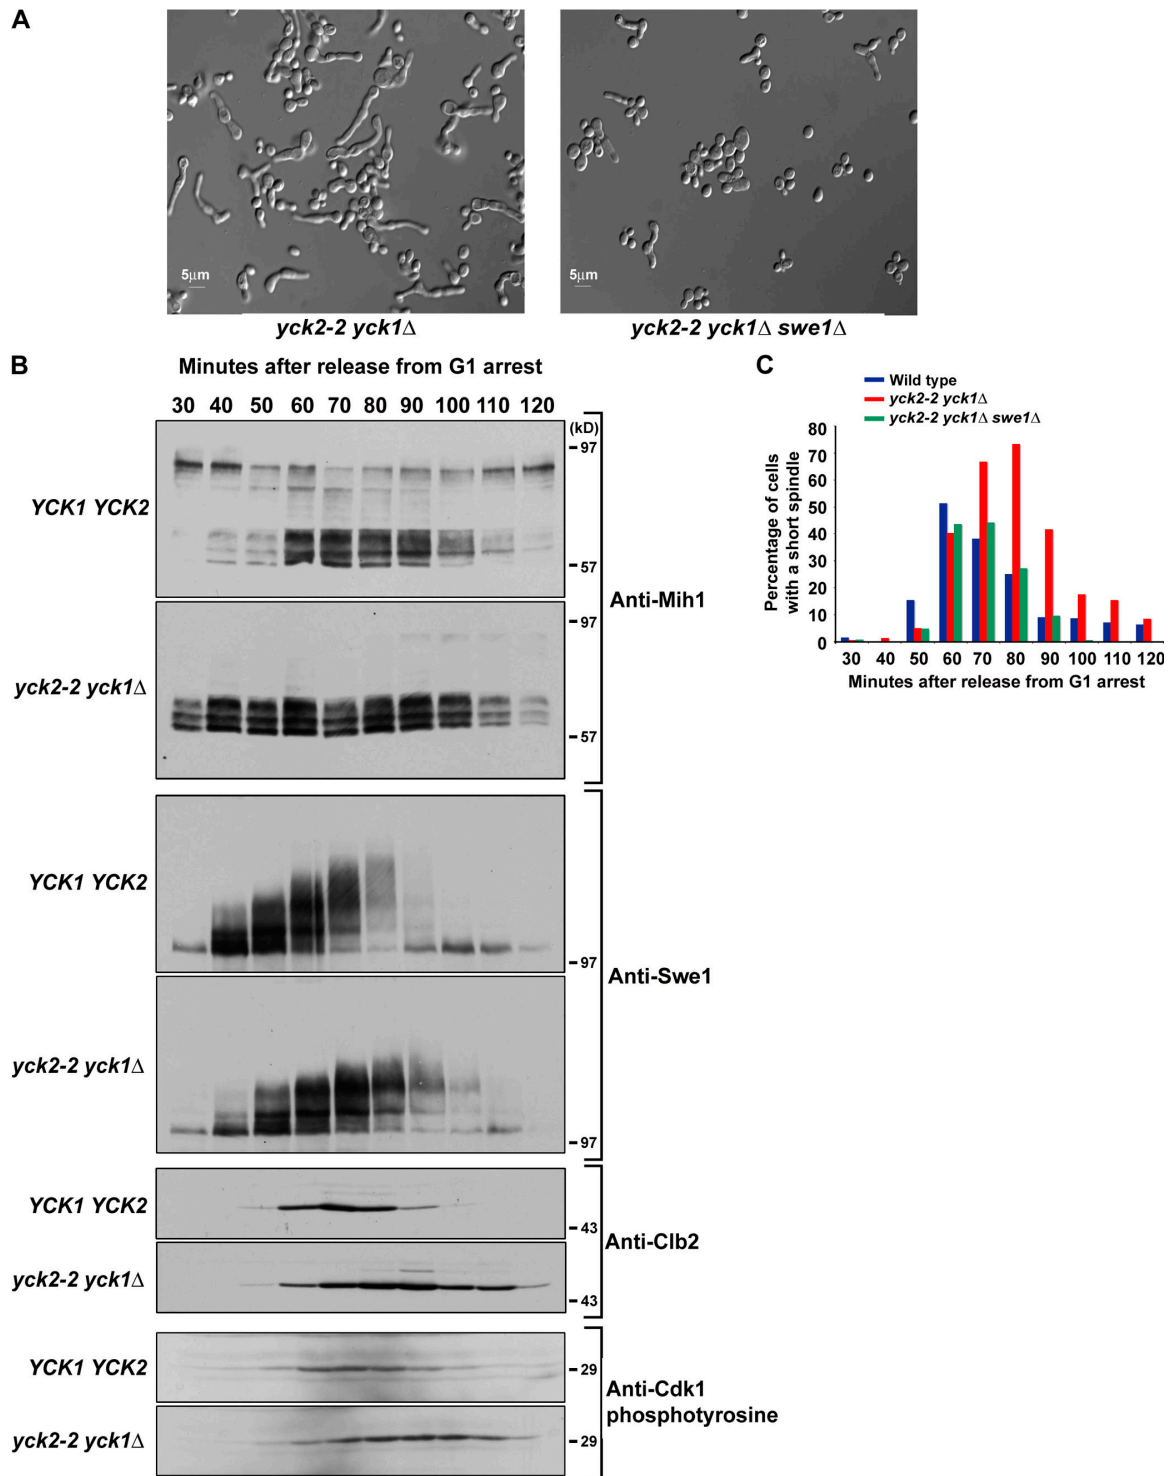 A
5μm
5μm
yck2-2 yck1Δ
yck2-2 yck1Δ swe1Δ
B
Minutes after release from G1 arrest
30 40 50 60 70 80 90 100 110 120
(kD)
YCK1 YCK2
97
57
yck2-2 yck1Δ
97
57
Anti-Mih1
YCK1 YCK2
97
yck2-2 yck1Δ
97
Anti-Swe1
YCK1 YCK2
43
yck2-2 yck1Δ
43
Anti-Clb2
YCK1 YCK2
29
yck2-2 yck1Δ
29
Anti-Cdk1
phosphotyrosine
C
Wild type
yck2-2 yck1Δ
yck2-2 yck1Δ swe1Δ
Percentage of cells
with a short spindle
80
70
60
50
40
30
20
10
0
30 40 50 60 70 80 90 100 110 120
Minutes after release from G1 arrest